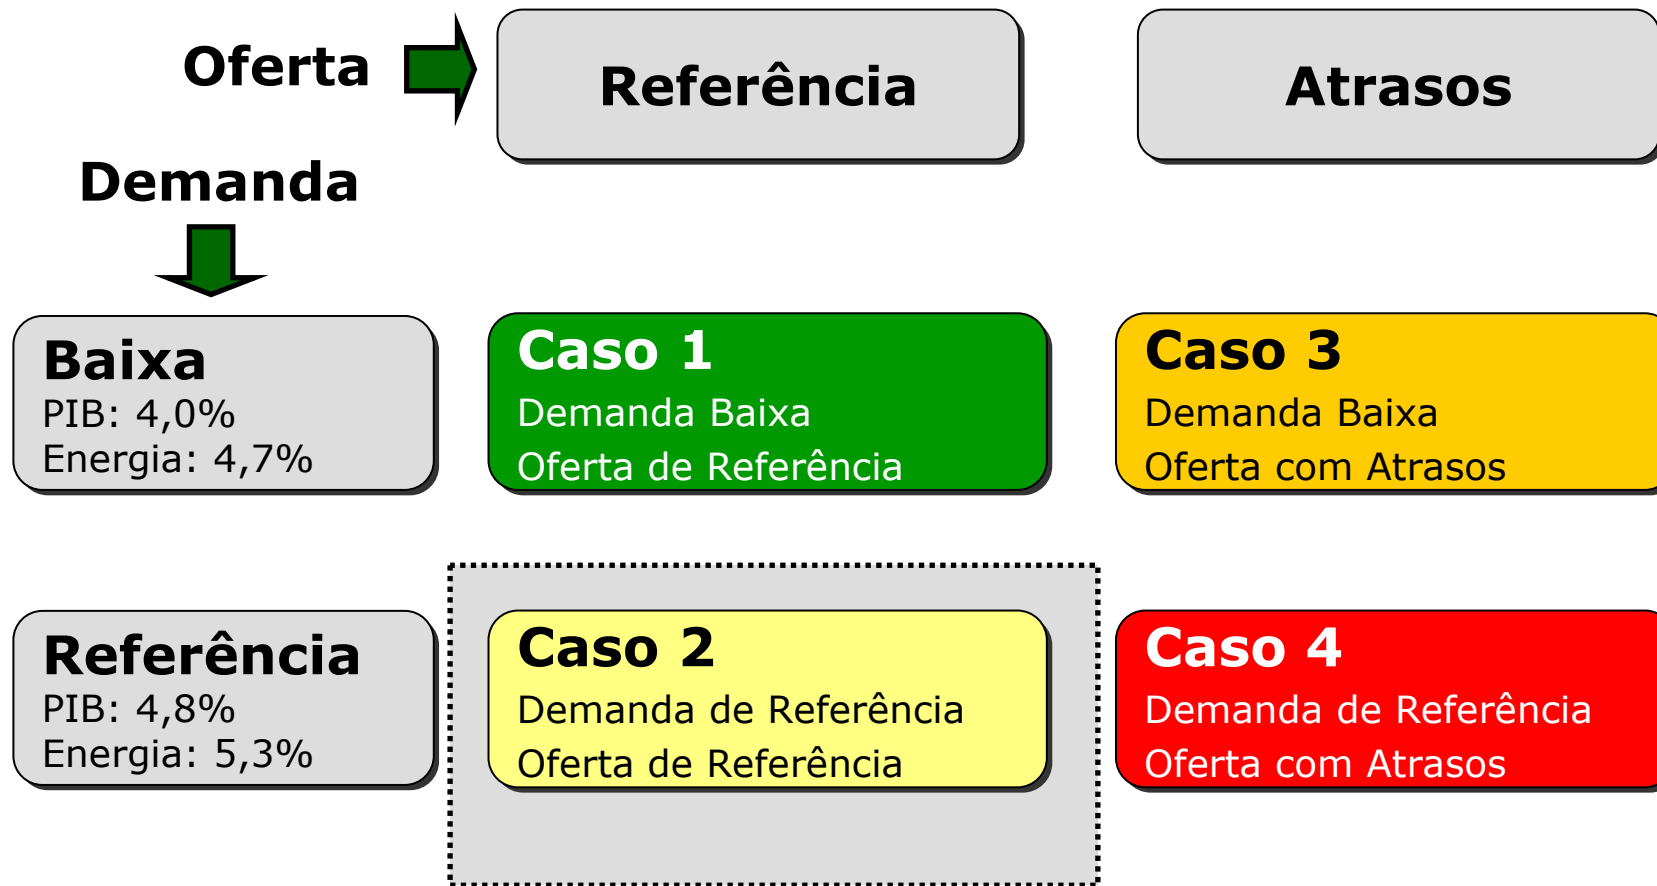 Oferta
Referência
Atrasos
Demanda
Baixa
PIB: 4,0%
Energia: 4,7%
Caso 1
Demanda Baixa
Oferta de Referência
Caso 3
Demanda Baixa
Oferta com Atrasos
Referência
PIB: 4,8%
Energia: 5,3%
Caso 2
Demanda de Referência
Oferta de Referência
Caso 4
Demanda de Referência
Oferta com Atrasos